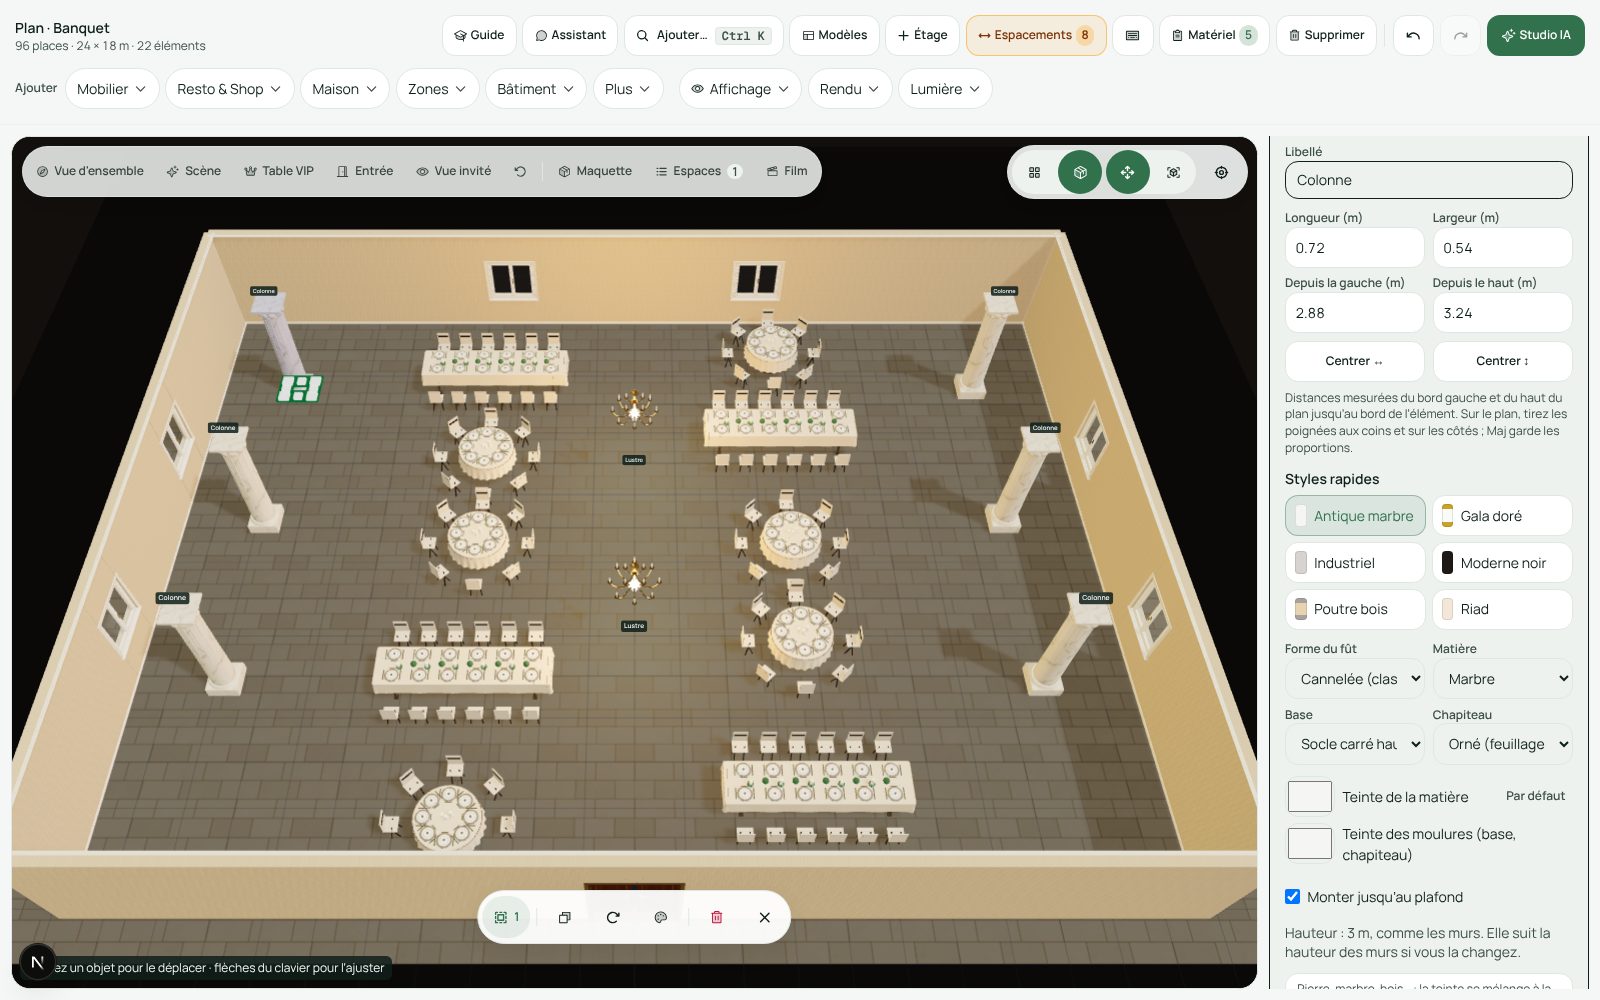 Plan · Banquet
96 places · 24 × 18 m · 22 éléments
Guide
Assistant
Ajouter… Ctrl K
Modèles
Étage
Espacements 8
Matériel 5
Supprimer
Studio IA
Ajouter
Mobilier
Resto & Shop
Maison
Zones
Bâtiment
Plus
Affichage
Rendu
Lumière
Vue d'ensemble
Scène
Table VIP
Entrée
Vue invité
Maquette
Espaces 1
Film
Colonne
Colonne
Colonne
Colonne
Lustre
Colonne
Colonne
Lustre
1
N
ez un objet pour le déplacer · flèches du clavier pour l'ajuster
Libellé
Colonne
Longueur (m)
Largeur (m)
0.72
0.54
Depuis la gauche (m)
Depuis le haut (m)
2.88
3.24
Centrer ↔
Centrer ↕
Distances mesurées du bord gauche et du haut du
plan jusqu'au bord de l'élément. Sur le plan, tirez les
poignées aux coins et sur les côtés ; Maj garde les
proportions.
Styles rapides
Antique marbre
Gala doré
Industriel
Moderne noir
Poutre bois
Riad
Forme du fût
Matière
Cannelée (clas
Marbre
Base
Chapiteau
Socle carré hau
Orné (feuillage
Teinte de la matière
Par défaut
Teinte des moulures (base,
chapiteau)
Monter jusqu'au plafond
Hauteur : 3 m, comme les murs. Elle suit la
hauteur des murs si vous la changez.